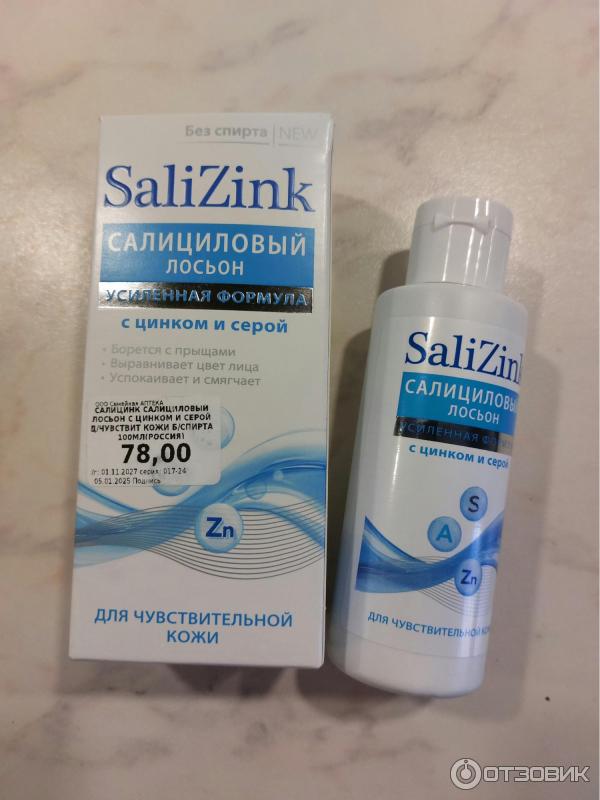 Без спирта | NEW
SaliZink
САЛИЦИЛОВЫЙ
ЛОСЬОН
УСИЛЕННАЯ ФОРМУЛА
с цинком и серой
• Борется с прыщами
• Выравнивает цвет лица
• Успокаивает и смягчает
ООО Семейная АПТЕКА
САЛИЦИНК САЛИЦИЛОВЫЙ
ЛОСЬОН С ЦИНКОМ И СЕРОЙ
Д/ЧУВСТВИТ КОЖИ Б/СПИРТА
100МЛ(РОССИЯ)
78,00
г: 01.11.2027 серия: 017-24
05.01.2025 Подпись
Zn
ДЛЯ ЧУВСТВИТЕЛЬНОЙ
КОЖИ
SaliZink
САЛИЦИЛОВЫЙ
ЛОСЬОН
УСИЛЕННАЯ ФОРМУЛА
с цинком и серой
S
A
Zn
ДЛЯ ЧУВСТВИТЕЛЬНОЙ КОЖИ
ОТЗОВИК